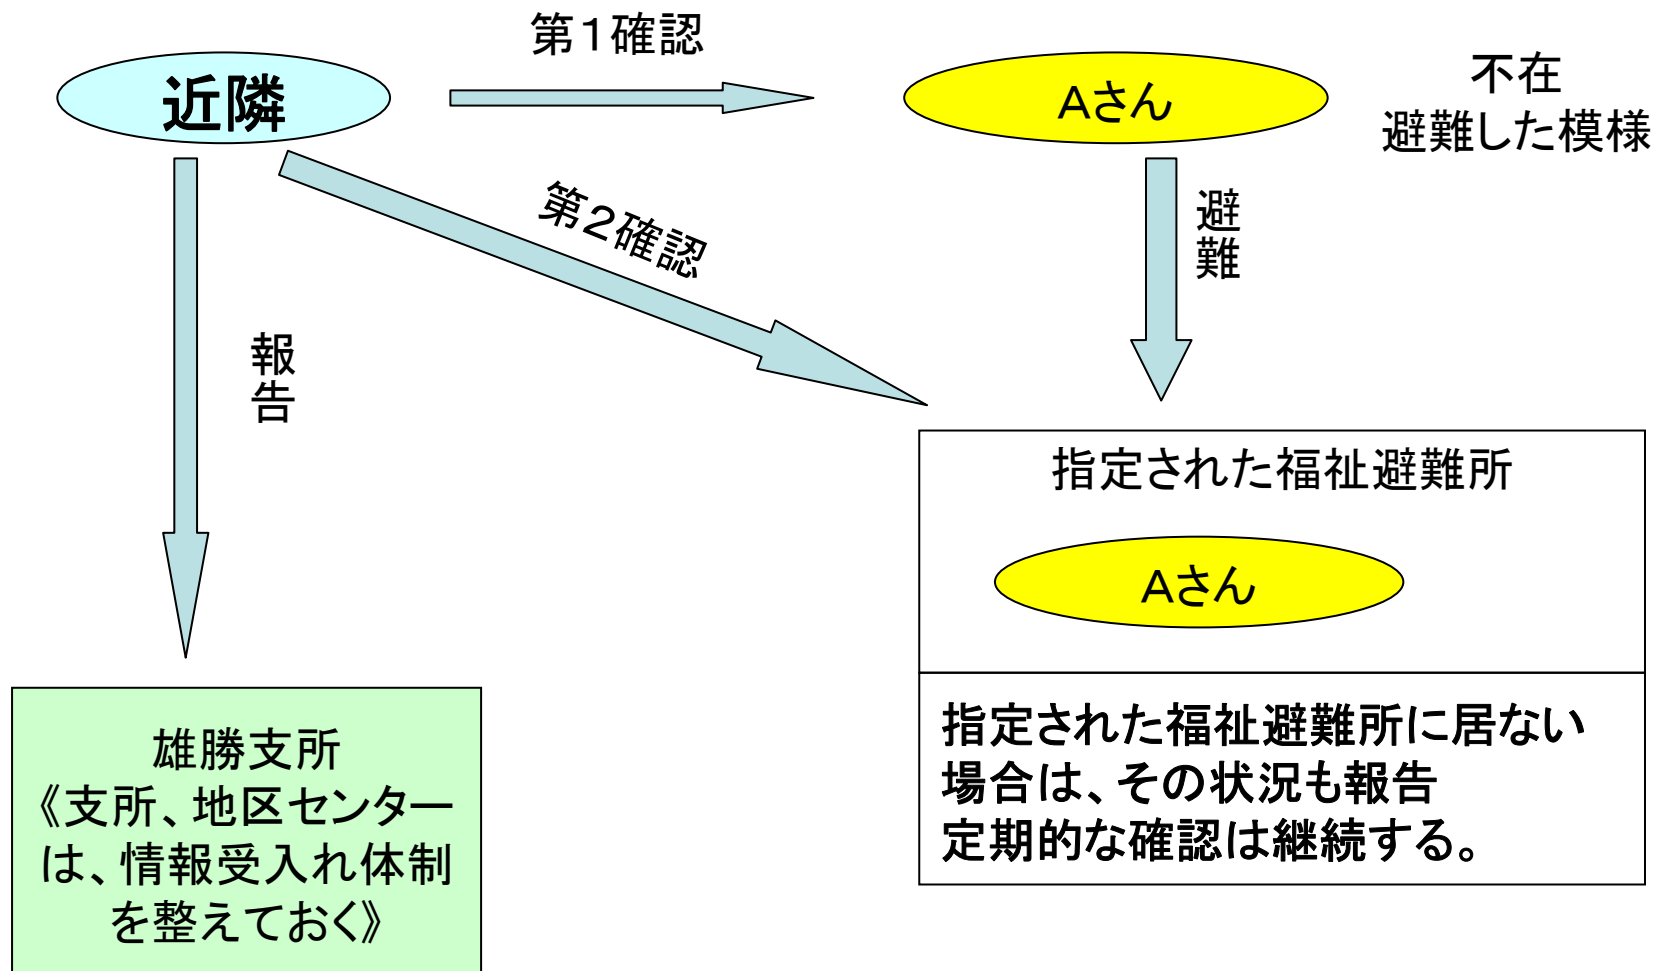 第１確認
近隣
Aさん
不在
避難した模様
第２確認
避難
報告
指定された福祉避難所
Aさん
指定された福祉避難所に居ない
場合は、その状況も報告
定期的な確認は継続する。
雄勝支所
《支所、地区センター
は、情報受入れ体制
を整えておく》